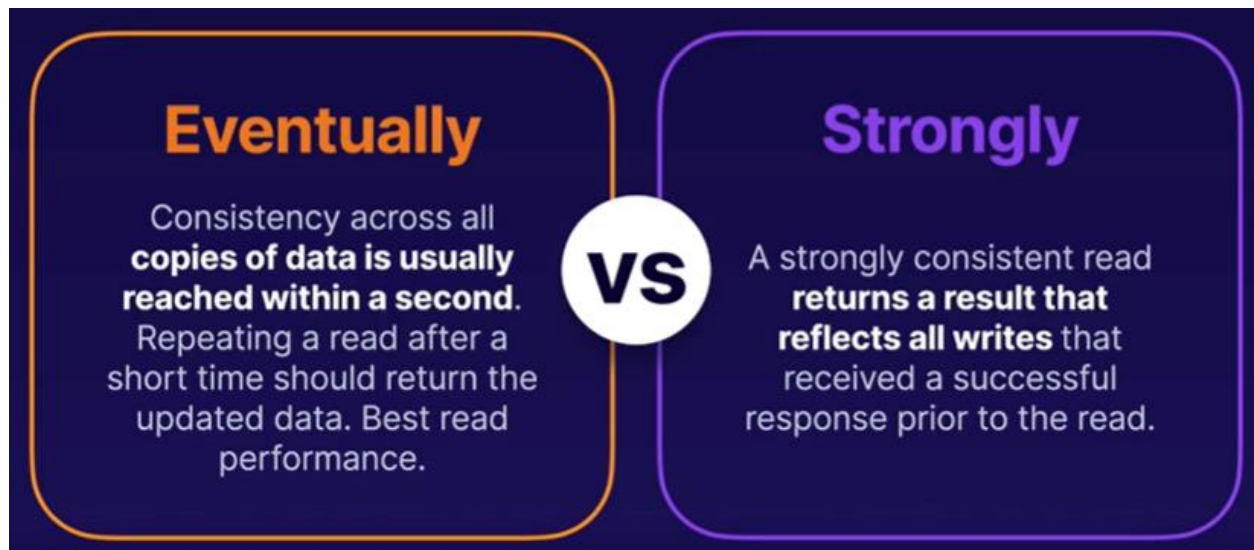 Eventually
Consistency across all
copies of data is usually
reached within a second.
Repeating a read after a
short time should return the
updated data. Best read
performance.
vs
Strongly
A strongly consistent read
returns a result that
reflects all writes that
received a successful
response prior to the read.